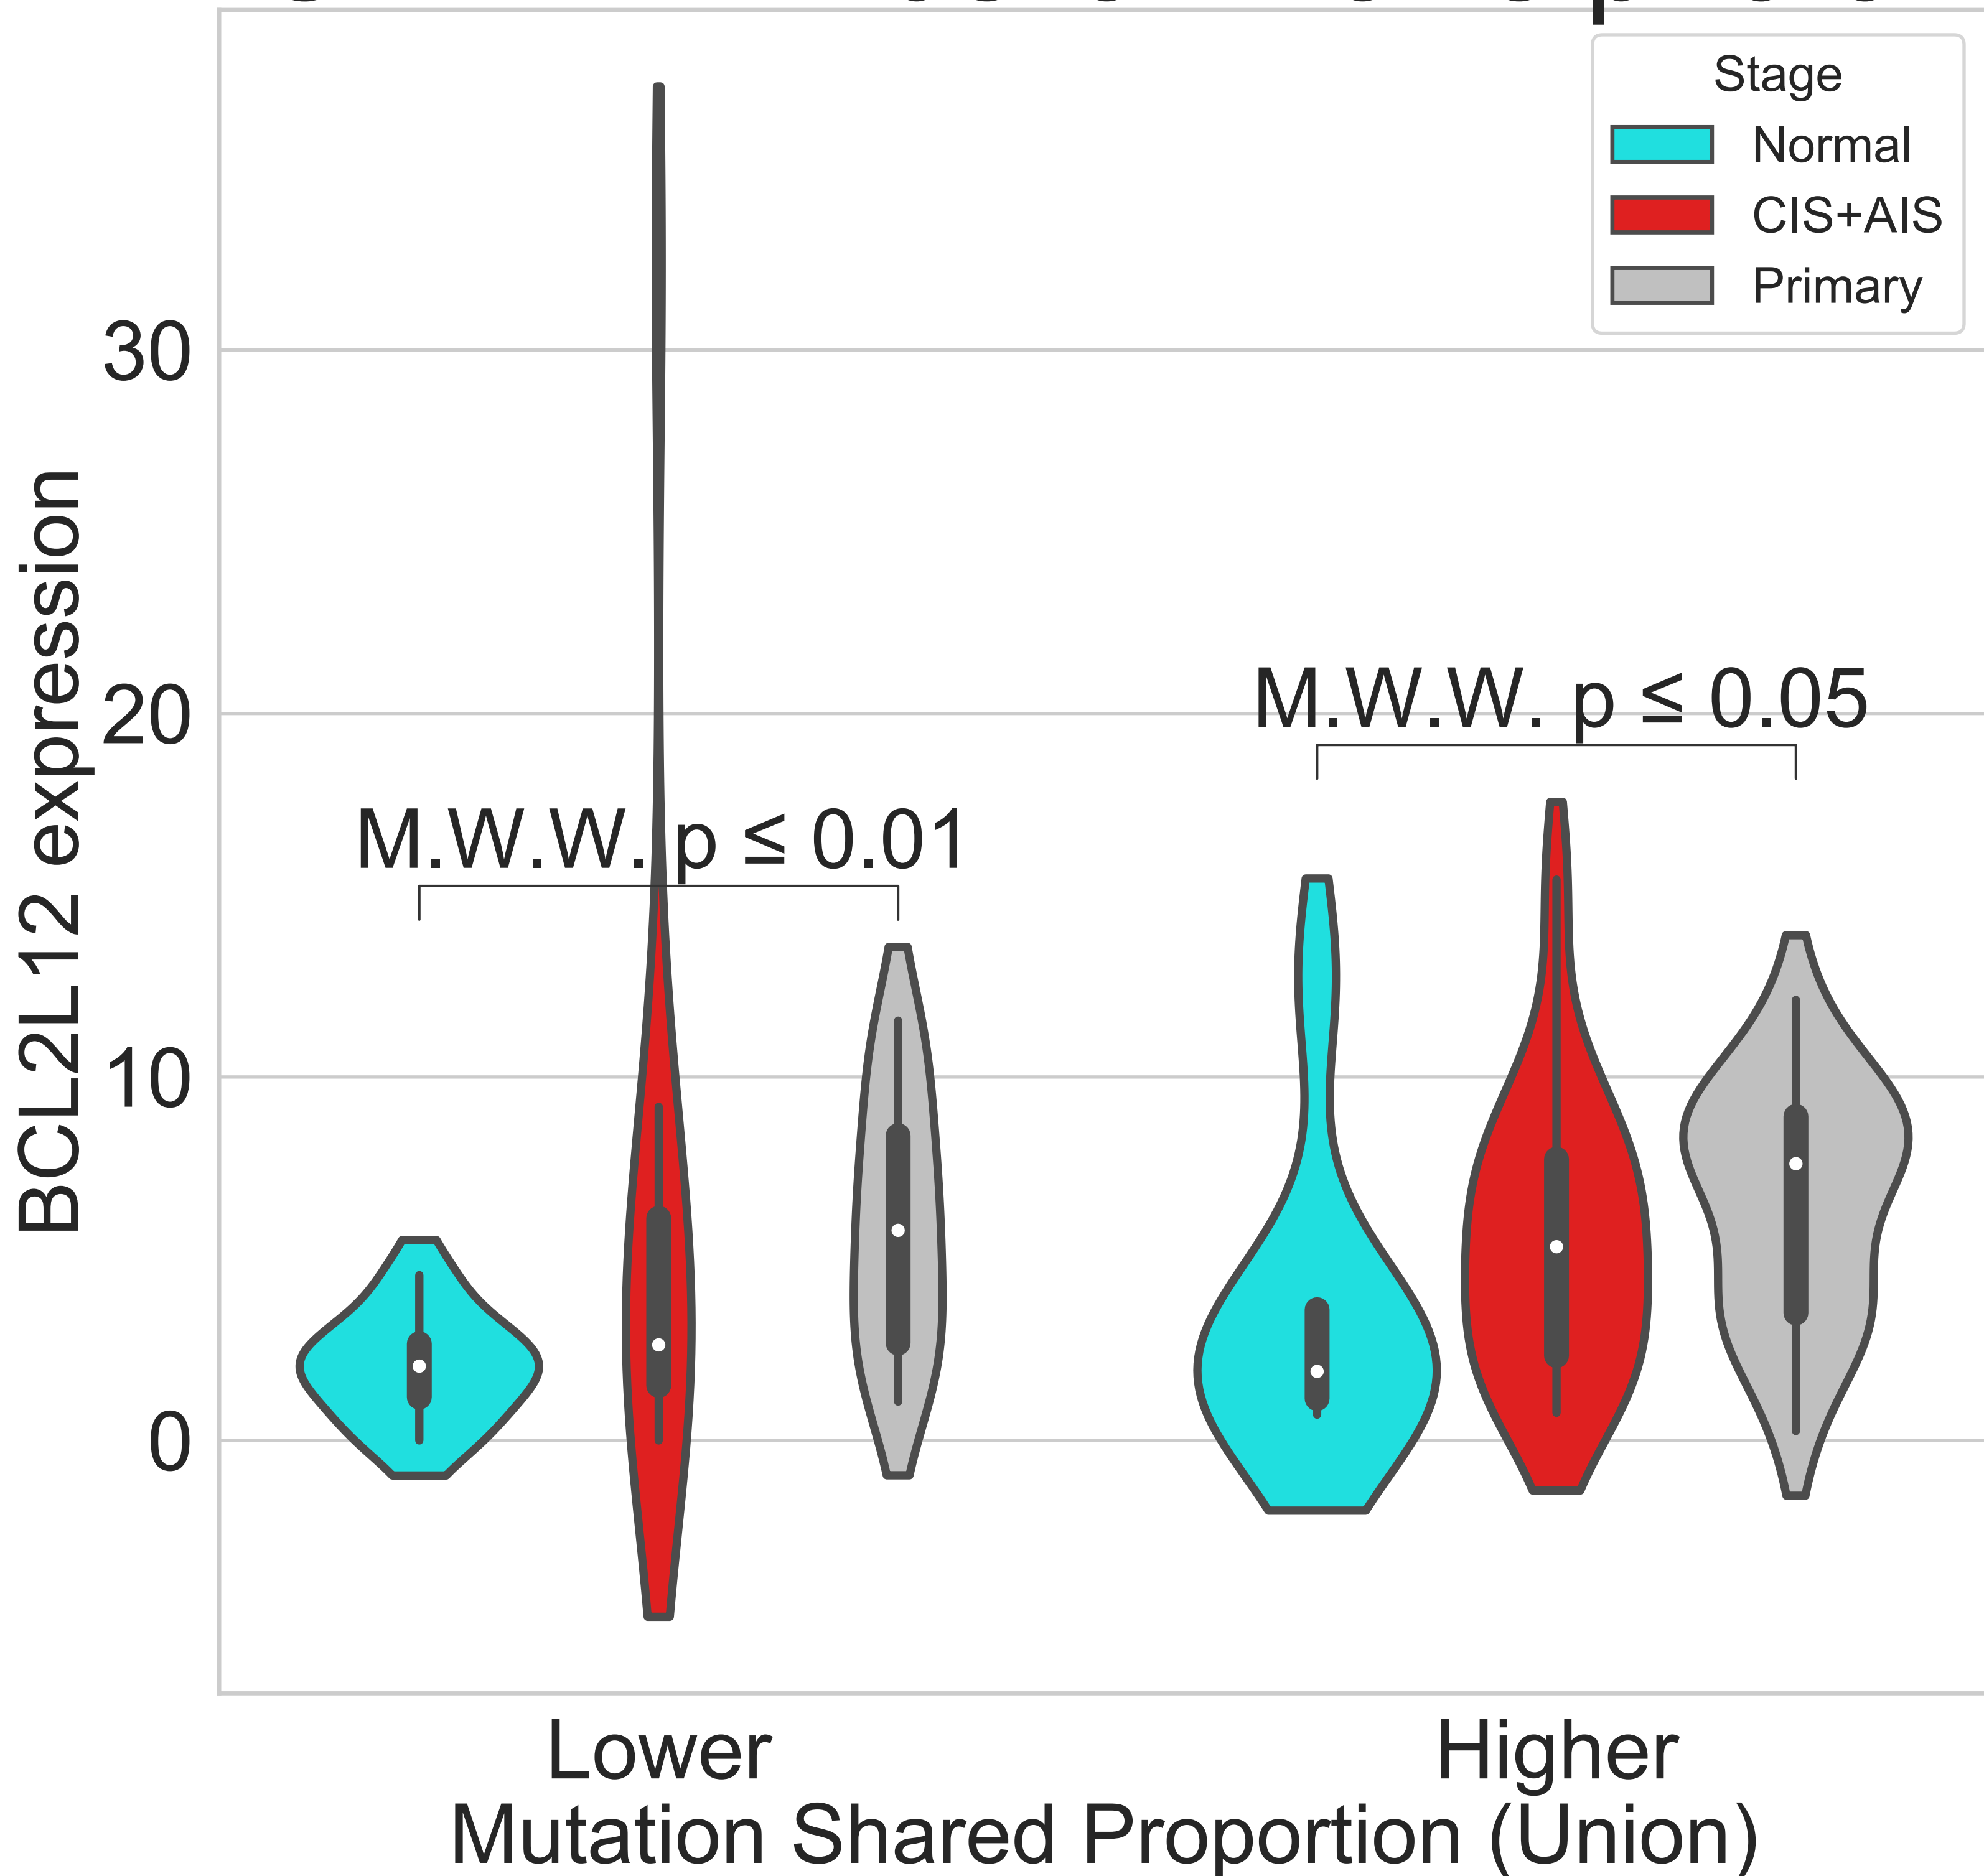 Stage
Normal
CIS+AIS
Primary
30
20
10
0
BCL2L12 expression
M.W.W. p ≤ 0.01
M.W.W. p ≤ 0.05
Lower
Higher
Mutation Shared Proportion (Union)